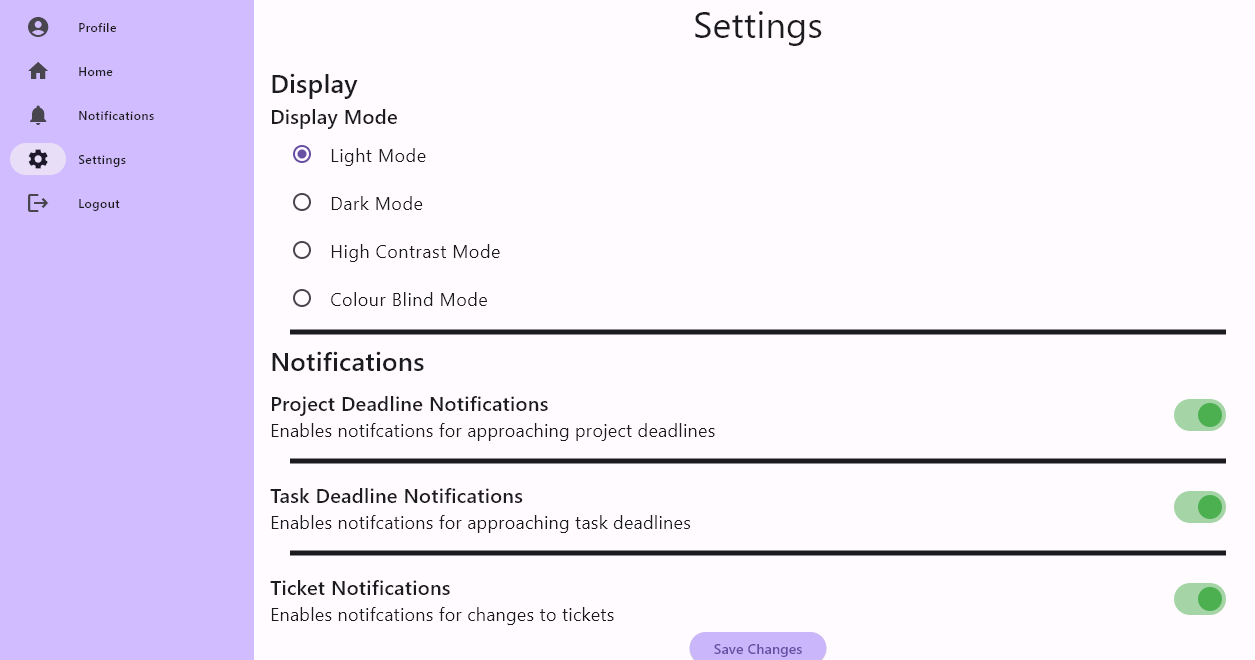 Profile
Home
Notifications
Settings
Logout
Settings
Display
Display Mode
Light Mode
Dark Mode
High Contrast Mode
Colour Blind Mode
Notifications
Project Deadline Notifications
Enables notifcations for approaching project deadlines
Task Deadline Notifications
Enables notifcations for approaching task deadlines
Ticket Notifications
Enables notifcations for changes to tickets
Save Changes